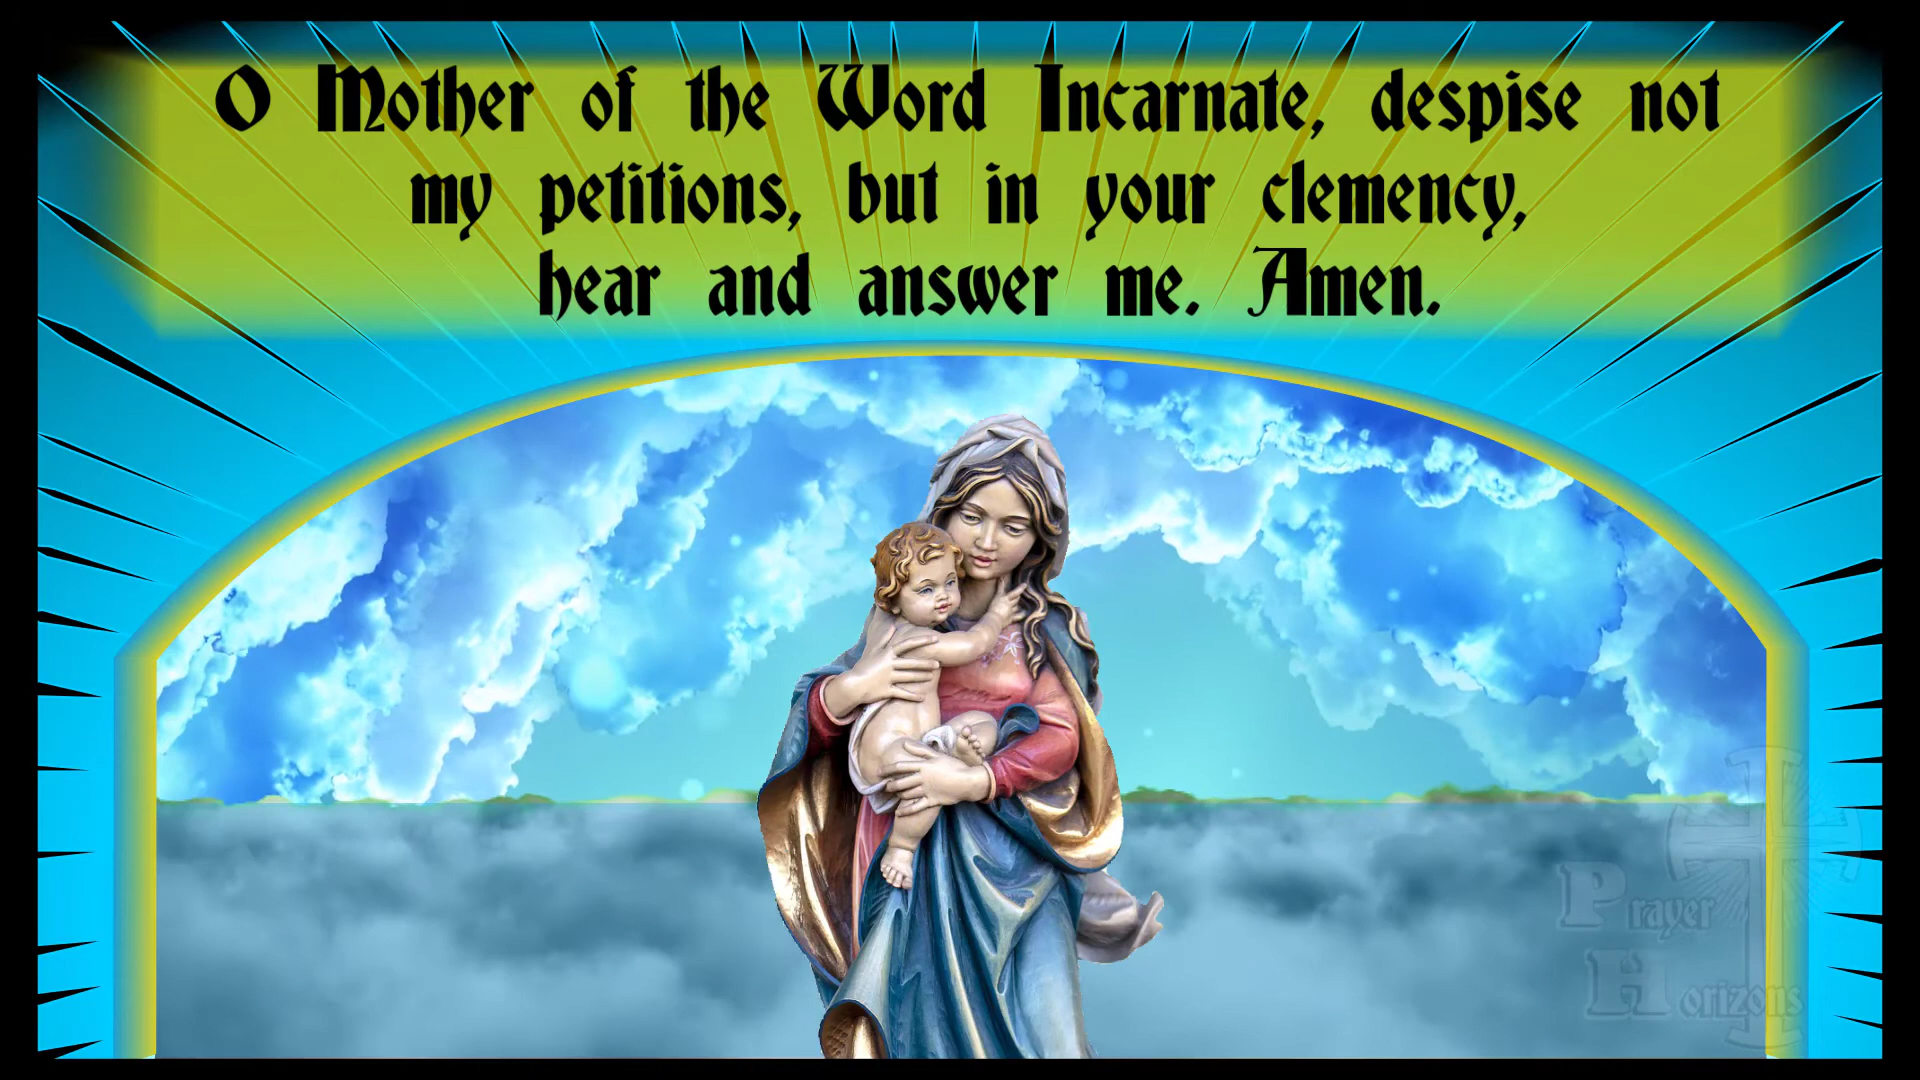 O Mother of the Word Incarnate, despise not
my petitions, but in your clemency,
hear and answer me. Amen.
Prayer
Horizons